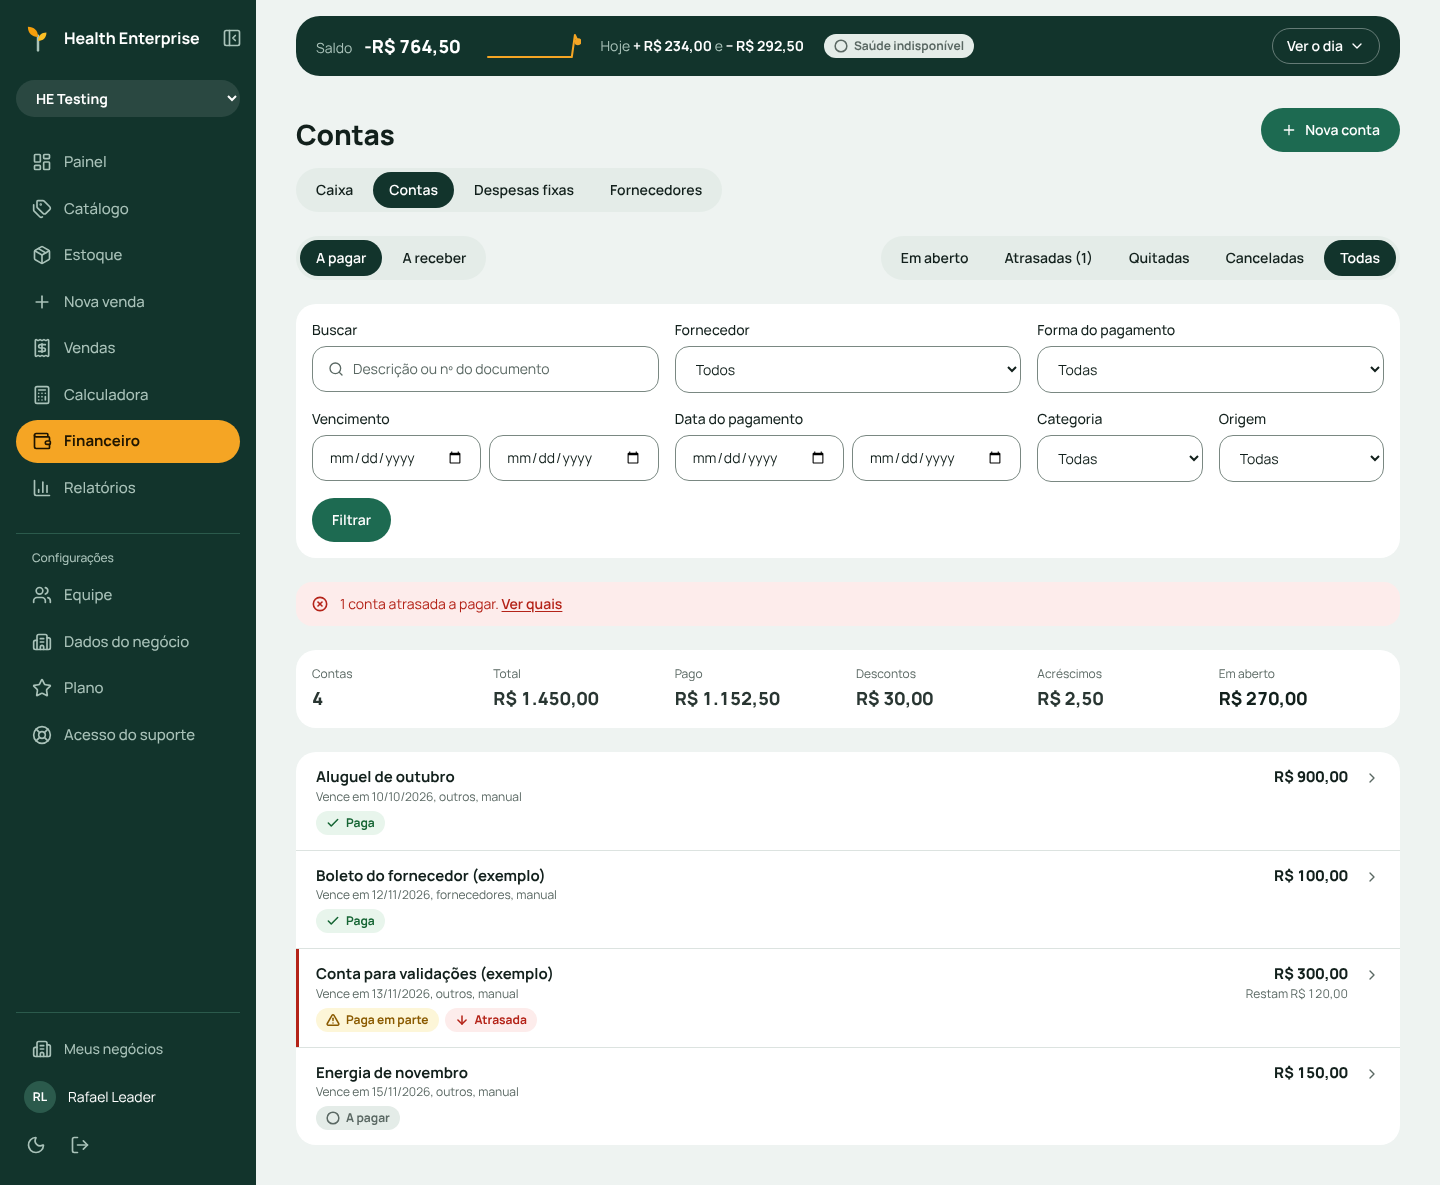 Health Enterprise
HE Testing
Painel
Catálogo
Estoque
Nova venda
Vendas
Calculadora
Financeiro
Relatórios
Configurações
Equipe
Dados do negócio
Plano
Acesso do suporte
Meus negócios
RL Rafael Leader
Saldo -R$ 764,50 Hoje + R$ 234,00 e − R$ 292,50 Saúde indisponível Ver o dia
Contas
Nova conta
Caixa Contas Despesas fixas Fornecedores
A pagar A receber Em aberto Atrasadas (1) Quitadas Canceladas Todas
Buscar Fornecedor Forma do pagamento
Descrição ou nº do documento Todos Todas
Vencimento Data do pagamento Categoria Origem
mm/dd/yyyy mm/dd/yyyy mm/dd/yyyy mm/dd/yyyy Todas Todas
Filtrar
1 conta atrasada a pagar. Ver quais
Contas Total Pago Descontos Acréscimos Em aberto
4 R$ 1.450,00 R$ 1.152,50 R$ 30,00 R$ 2,50 R$ 270,00
Aluguel de outubro R$ 900,00
Vence em 10/10/2026, outros, manual
Paga
Boleto do fornecedor (exemplo) R$ 100,00
Vence em 12/11/2026, fornecedores, manual
Paga
Conta para validações (exemplo) R$ 300,00
Vence em 13/11/2026, outros, manual Restam R$ 120,00
Paga em parte Atrasada
Energia de novembro R$ 150,00
Vence em 15/11/2026, outros, manual
A pagar